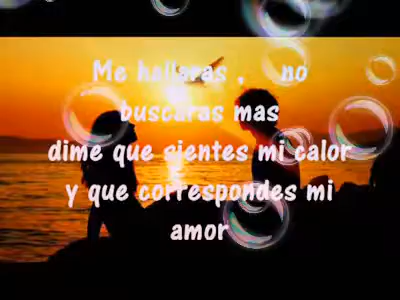 Me hallaras , no
buscaras mas
dime que sientes mi calor
y que correspondes mi
amor